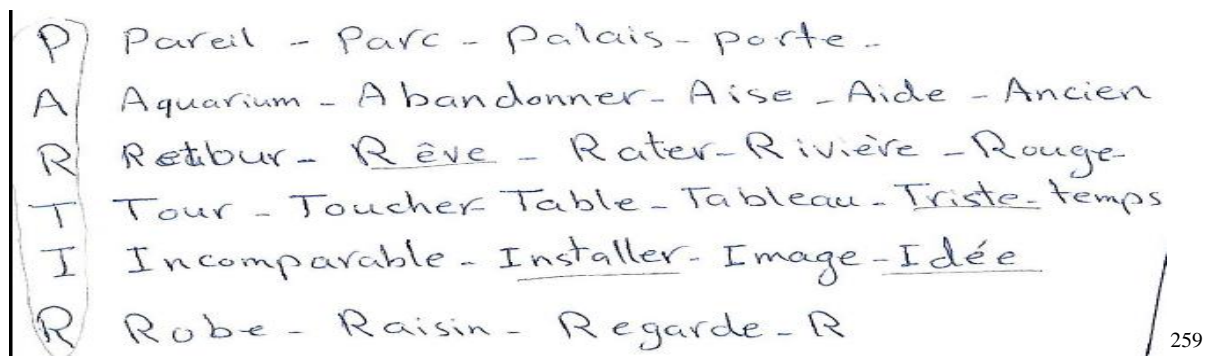 P Pareil - Parc - Palais - porte -
A Aquarium - Abandonner - Aise - Aide - Ancien
R Retour - Rêve - Rater - Rivière - Rouge -
T Tour - Toucher - Table - Tableau - Triste - temps
I Incomparable - Installer - Image - Idée
R Robe - Raisin - Regarde - R
259